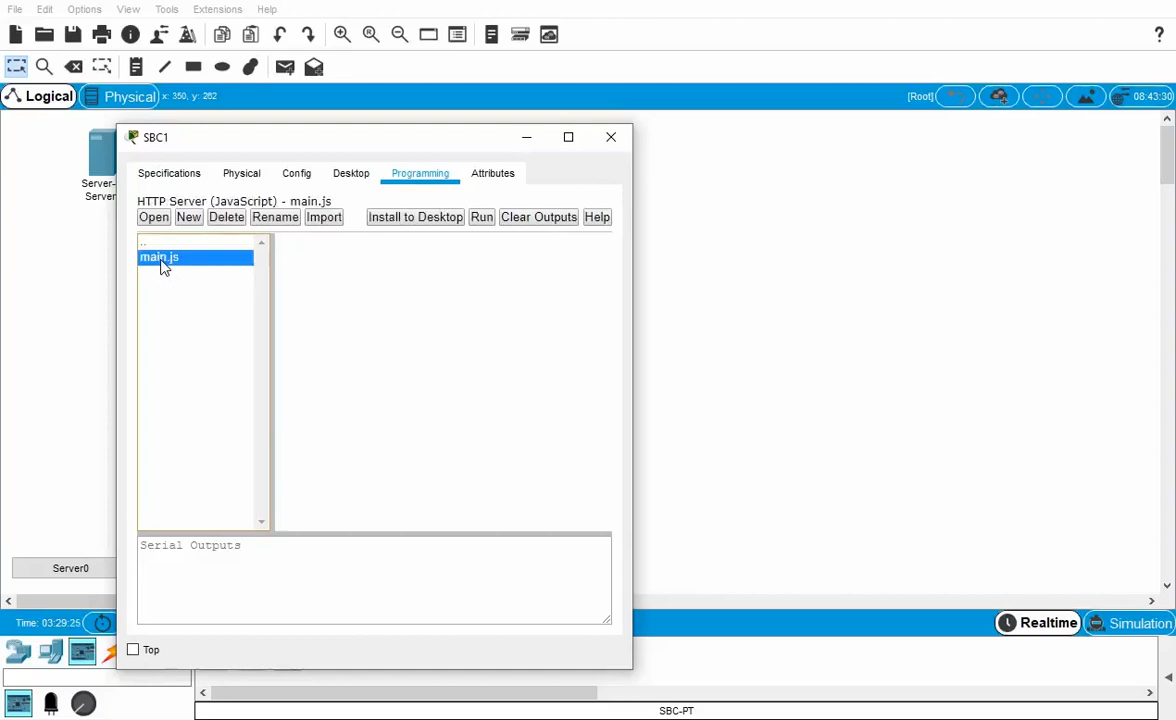 File Edit Options View Tools Extensions Help
?
Logical Physical x: 350, y: 262 [Root] 08:43:30
SBC1
Specifications Physical Config Desktop Programming Attributes
HTTP Server (JavaScript) - main.js
Open New Delete Rename Import Install to Desktop Run Clear Outputs Help
..
main.js
Server-
Server
Serial Outputs
Server0
Time: 03:29:25 Realtime Simulation
Top
SBC-PT